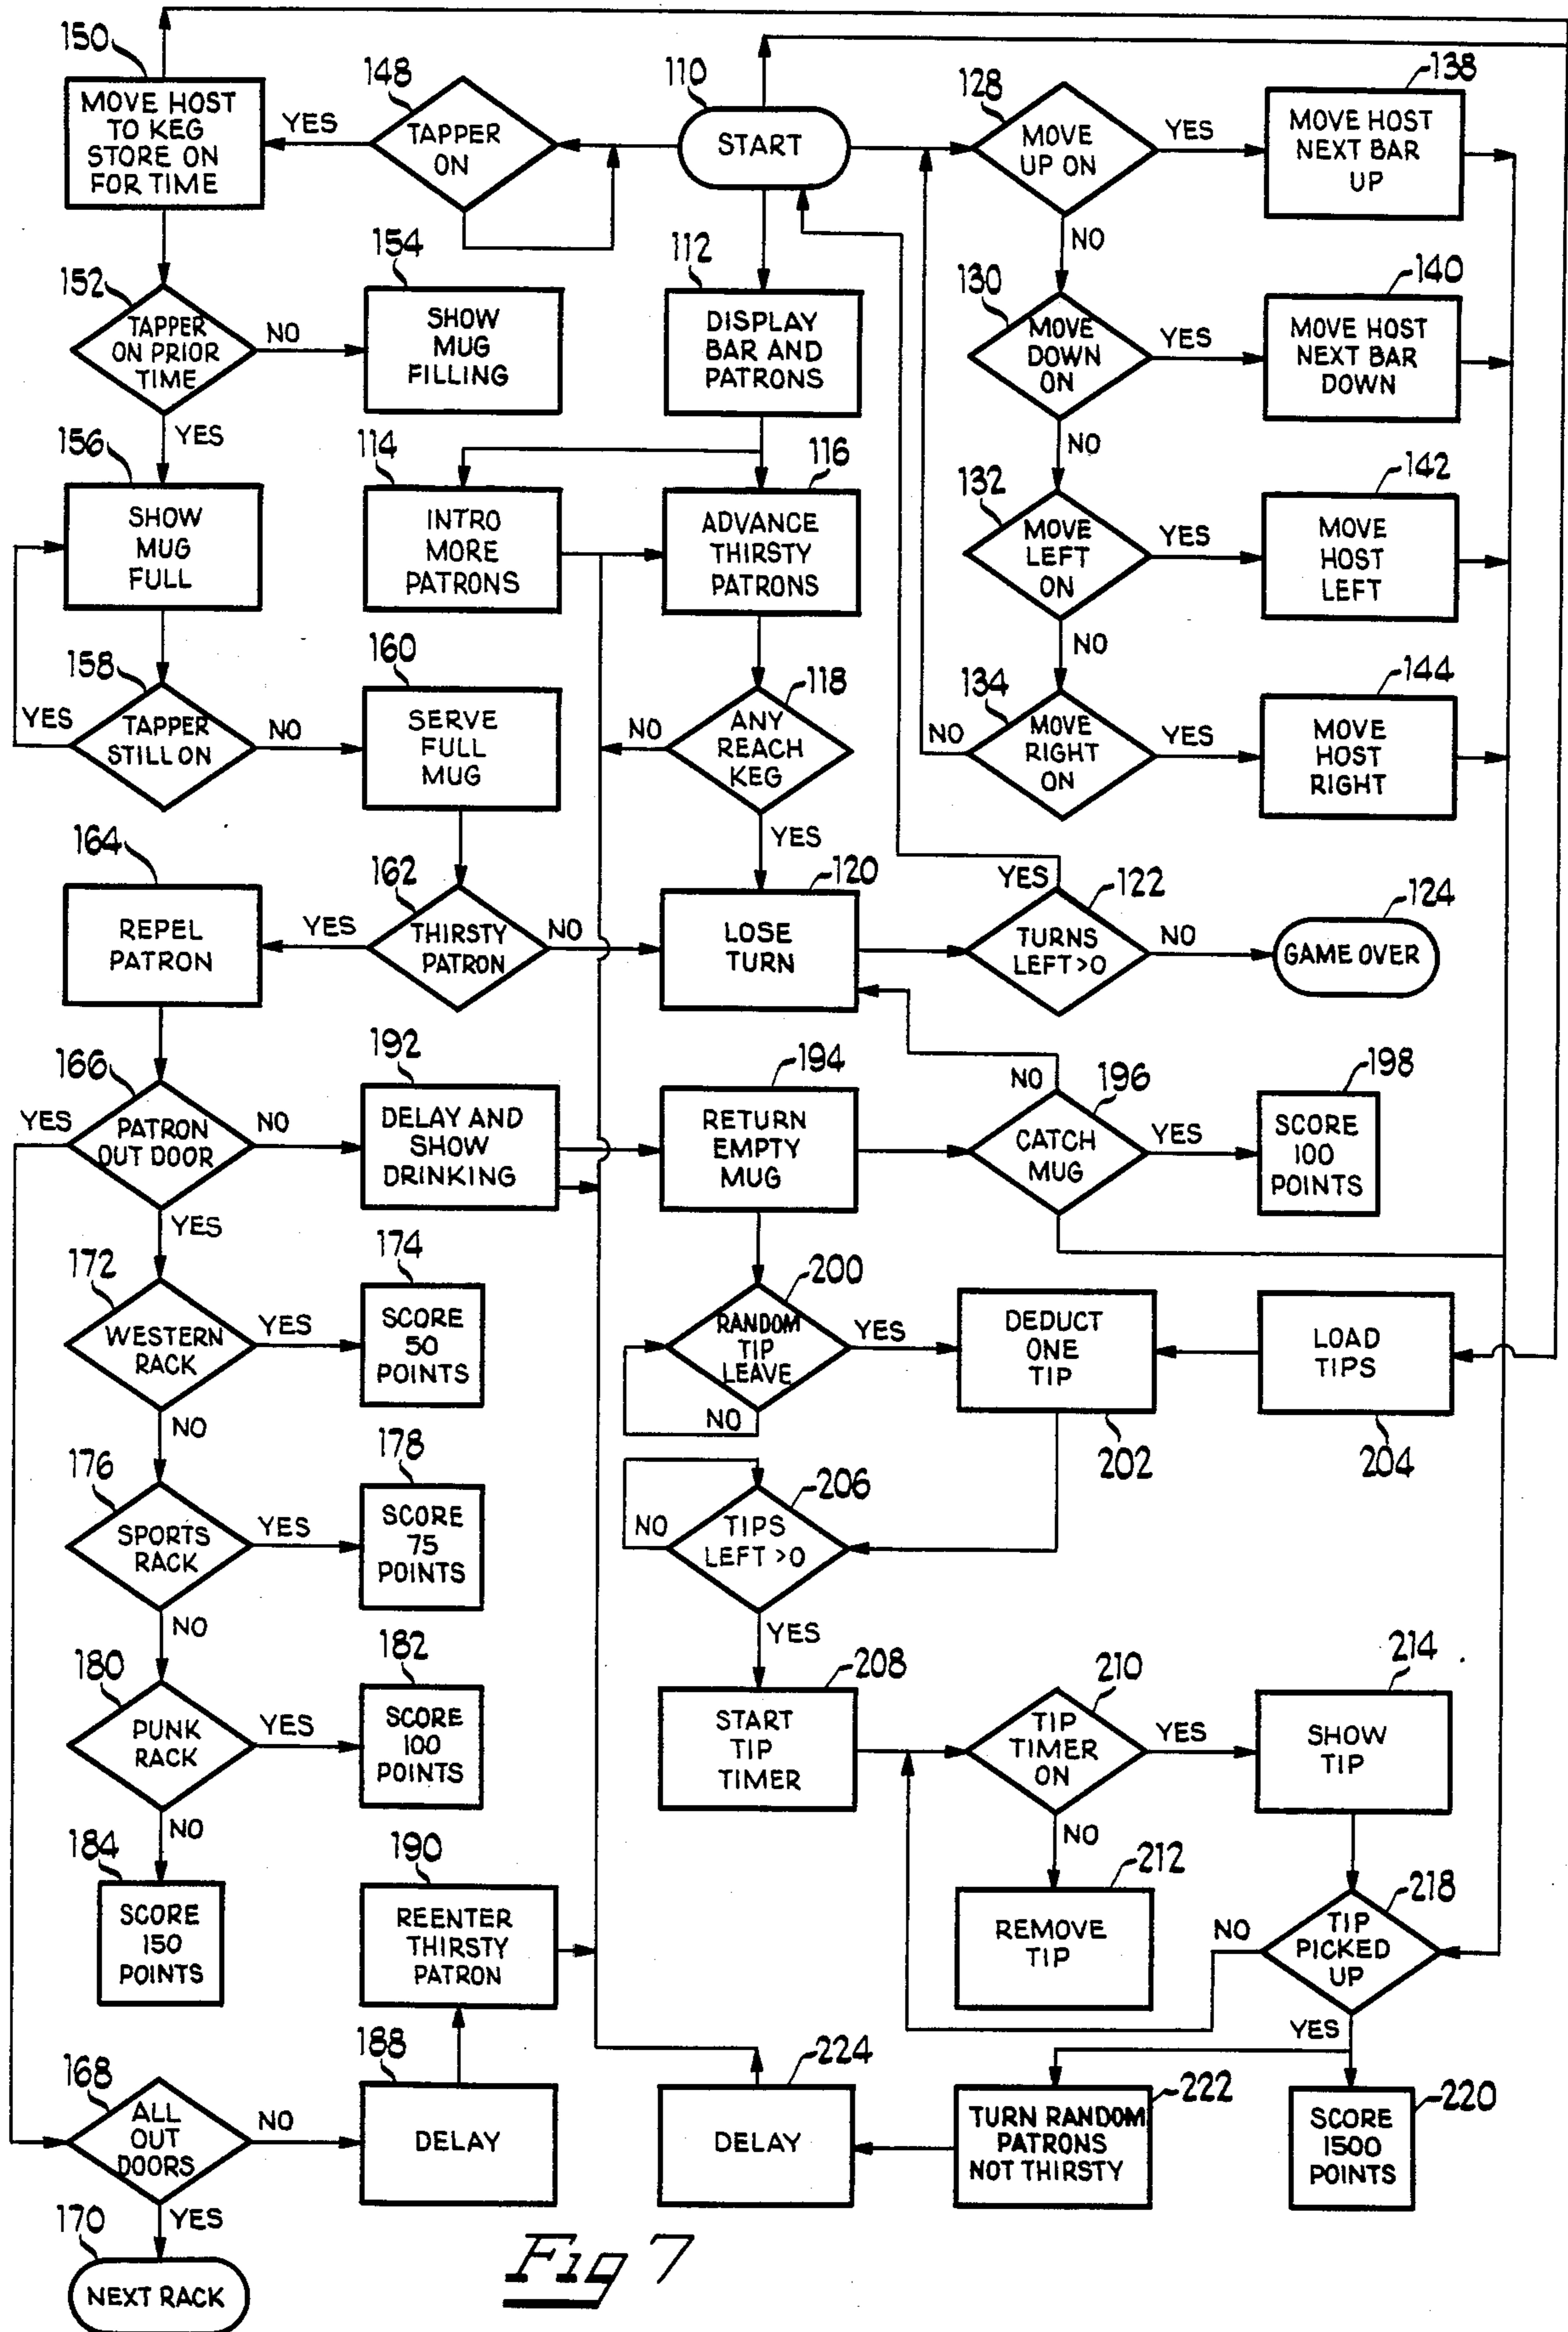 150
MOVE HOST
TO KEG
STORE ON
FOR TIME
YES
148
TAPPER
ON
110
START
128
MOVE
UP ON
YES
138
MOVE HOST
NEXT BAR
UP
NO
152
TAPPER
ON PRIOR
TIME
NO
154
SHOW
MUG
FILLING
112
DISPLAY
BAR AND
PATRONS
130
MOVE
DOWN
ON
YES
140
MOVE HOST
NEXT BAR
DOWN
YES
NO
156
SHOW
MUG
FULL
114
INTRO
MORE
PATRONS
116
ADVANCE
THIRSTY
PATRONS
132
MOVE
LEFT
ON
YES
142
MOVE
HOST
LEFT
NO
158
YES
TAPPER
STILL ON
NO
160
SERVE
FULL
MUG
NO
118
ANY
REACH
KEG
134
NO
MOVE
RIGHT
ON
YES
144
MOVE
HOST
RIGHT
YES
164
REPEL
PATRON
YES
162
THIRSTY
PATRON
NO
120
LOSE
TURN
YES
122
TURNS
LEFT >0
NO
124
GAME OVER
166
YES
PATRON
OUT DOOR
NO
192
DELAY AND
SHOW
DRINKING
194
RETURN
EMPTY
MUG
NO
196
CATCH
MUG
YES
198
SCORE
100
POINTS
YES
172
WESTERN
RACK
YES
174
SCORE
50
POINTS
200
RANDOM
TIP
LEAVE
YES
NO
DEDUCT
ONE
TIP
202
LOAD
TIPS
204
NO
176
SPORTS
RACK
YES
178
SCORE
75
POINTS
206
NO
TIPS
LEFT >0
YES
NO
180
PUNK
RACK
YES
182
SCORE
100
POINTS
208
START
TIP
TIMER
210
TIP
TIMER
ON
YES
214
SHOW
TIP
NO
NO
184
SCORE
150
POINTS
190
REENTER
THIRSTY
PATRON
212
REMOVE
TIP
NO
218
TIP
PICKED
UP
YES
168
ALL
OUT
DOORS
NO
188
DELAY
224
DELAY
222
TURN RANDOM
PATRONS
NOT THIRSTY
220
SCORE
1500
POINTS
YES
170
NEXT RACK
Fig 7